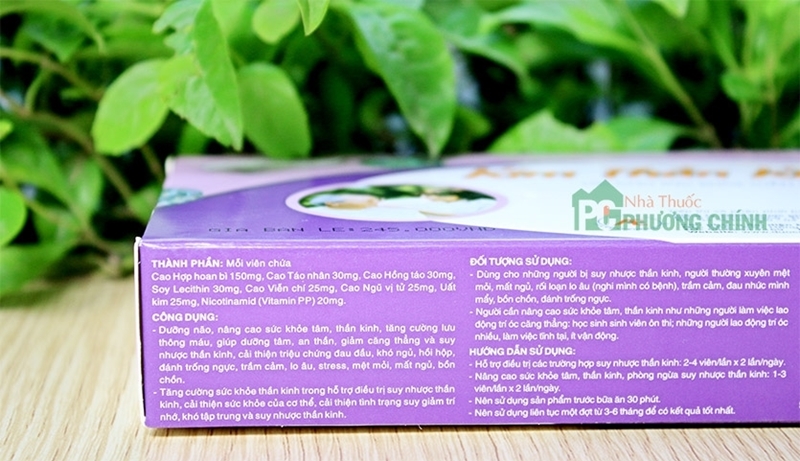 Kim Thần K
Nhà Thuốc
PC
PHƯƠNG CHÍNH
GIA BAN LE:245.000VND
THÀNH PHẦN: Mỗi viên chứa
Cao Hợp hoan bì 150mg, Cao Táo nhân 30mg, Cao Hồng táo 30mg,
Soy Lecithin 30mg, Cao Viễn chí 25mg, Cao Ngũ vị tử 25mg, Uất
kim 25mg, Nicotinamid (Vitamin PP) 20mg.
CÔNG DỤNG:
- Dưỡng não, nâng cao sức khỏe tâm, thần kinh, tăng cường lưu
thông máu, giúp dưỡng tâm, an thần, giảm căng thẳng và suy
nhược thần kinh, cải thiện triệu chứng đau đầu, khó ngủ, hồi hộp,
đánh trống ngực, trầm cảm, lo âu, stress, mệt mỏi, mất ngủ, bồn
chồn.
- Tăng cường sức khỏe thần kinh trong hỗ trợ điều trị suy nhược thần
kinh, cải thiện sức khỏe của cơ thể, cải thiện tình trạng suy giảm trí
nhớ, khó tập trung và suy nhược thần kinh.
ĐỐI TƯỢNG SỬ DỤNG:
- Dùng cho những người bị suy nhược thần kinh, người thường xuyên mệt
mỏi, mất ngủ, rối loạn lo âu (nghi mình có bệnh), trầm cảm, đau nhức mình
mẩy, bồn chồn, đánh trống ngực.
- Người cần nâng cao sức khỏe tâm, thần kinh như những người làm việc lao
động trí óc căng thẳng: học sinh sinh viên ôn thi; những người lao động trí óc
nhiều, làm việc tĩnh tại, ít vận động.
HƯỚNG DẪN SỬ DỤNG:
- Hỗ trợ điều trị các trường hợp suy nhược thần kinh: 2-4 viên/lần x 2 lần/ngày.
- Nâng cao sức khỏe tâm, thần kinh, phòng ngừa suy nhược thần kinh: 1-3
viên/lần x 2 lần/ngày.
- Nên sử dụng sản phẩm trước bữa ăn 30 phút.
- Nên sử dụng liên tục một đợt từ 3-6 tháng để có kết quả tốt nhất.